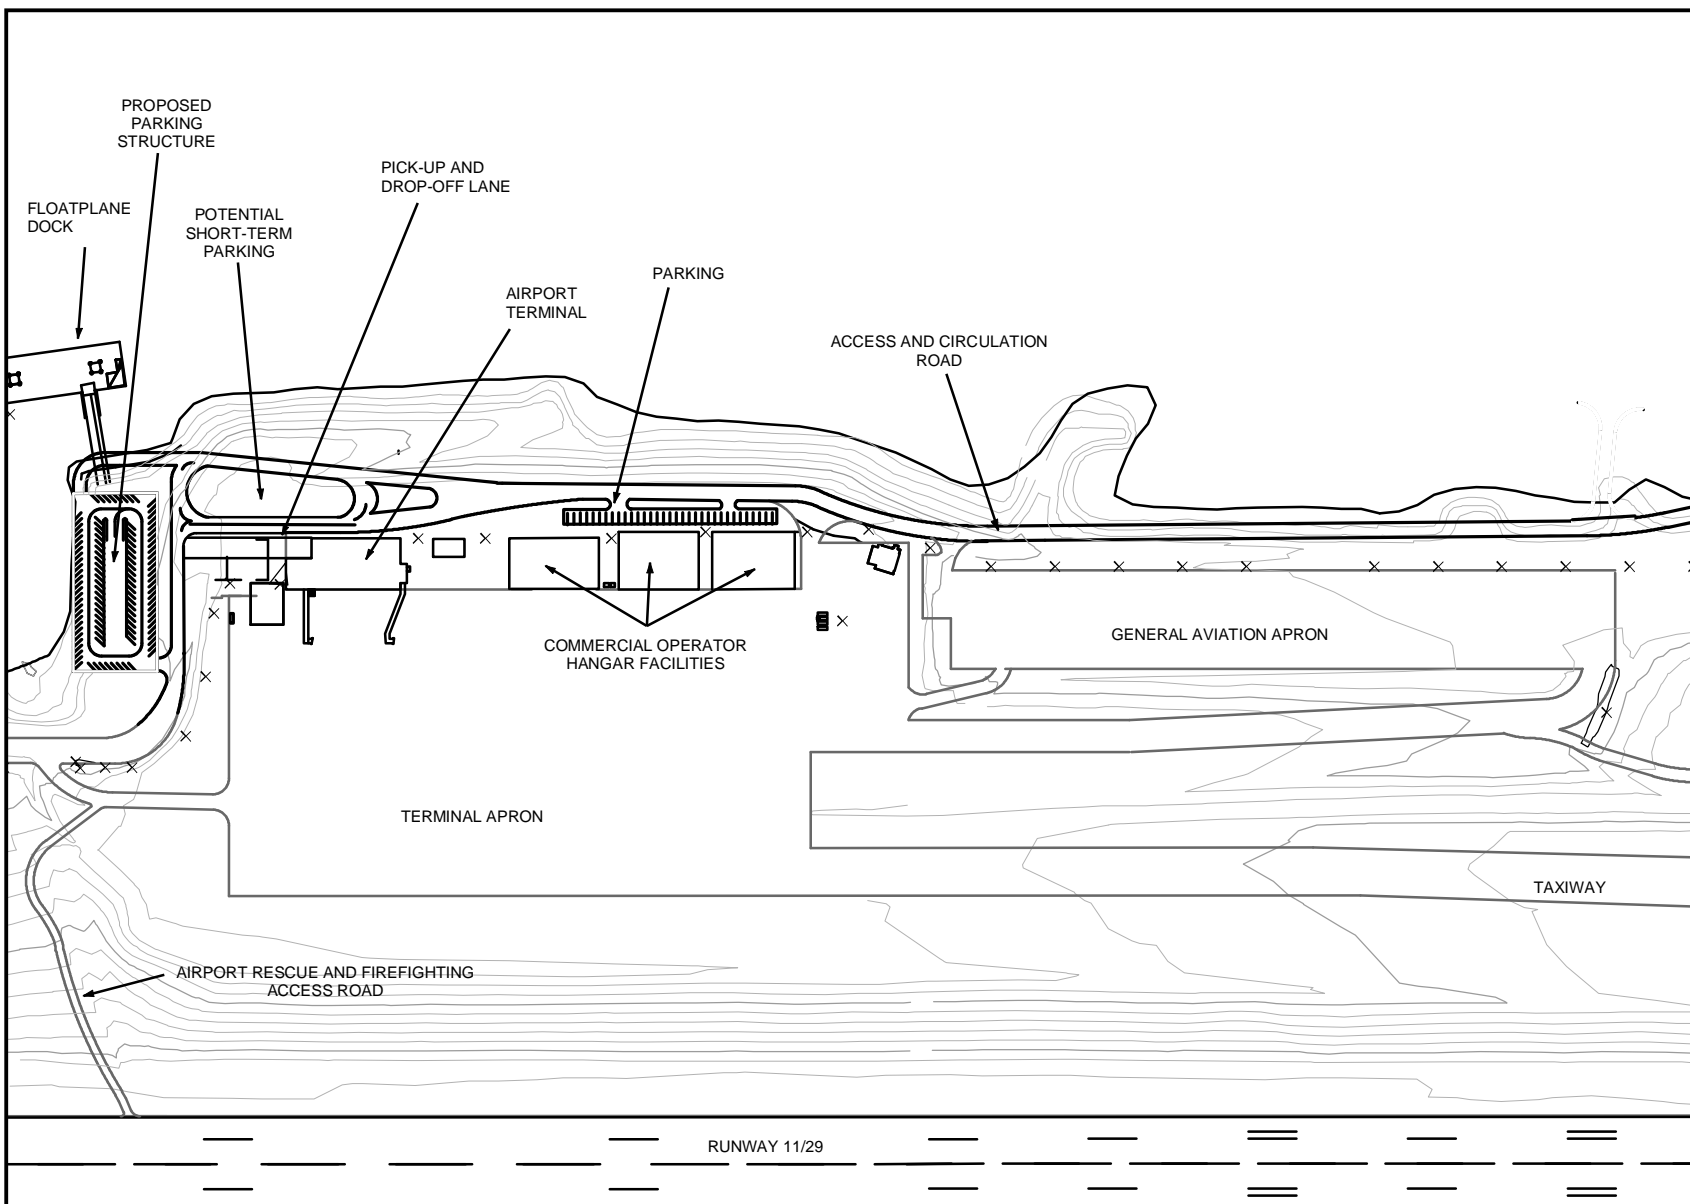 PROPOSED
PARKING
STRUCTURE
PICK-UP AND
DROP-OFF LANE
FLOATPLANE
DOCK
POTENTIAL
SHORT-TERM
PARKING
PARKING
AIRPORT
TERMINAL
ACCESS AND CIRCULATION
ROAD
COMMERCIAL OPERATOR
HANGAR FACILITIES
GENERAL AVIATION APRON
TERMINAL APRON
TAXIWAY
AIRPORT RESCUE AND FIREFIGHTING
ACCESS ROAD
RUNWAY 11/29